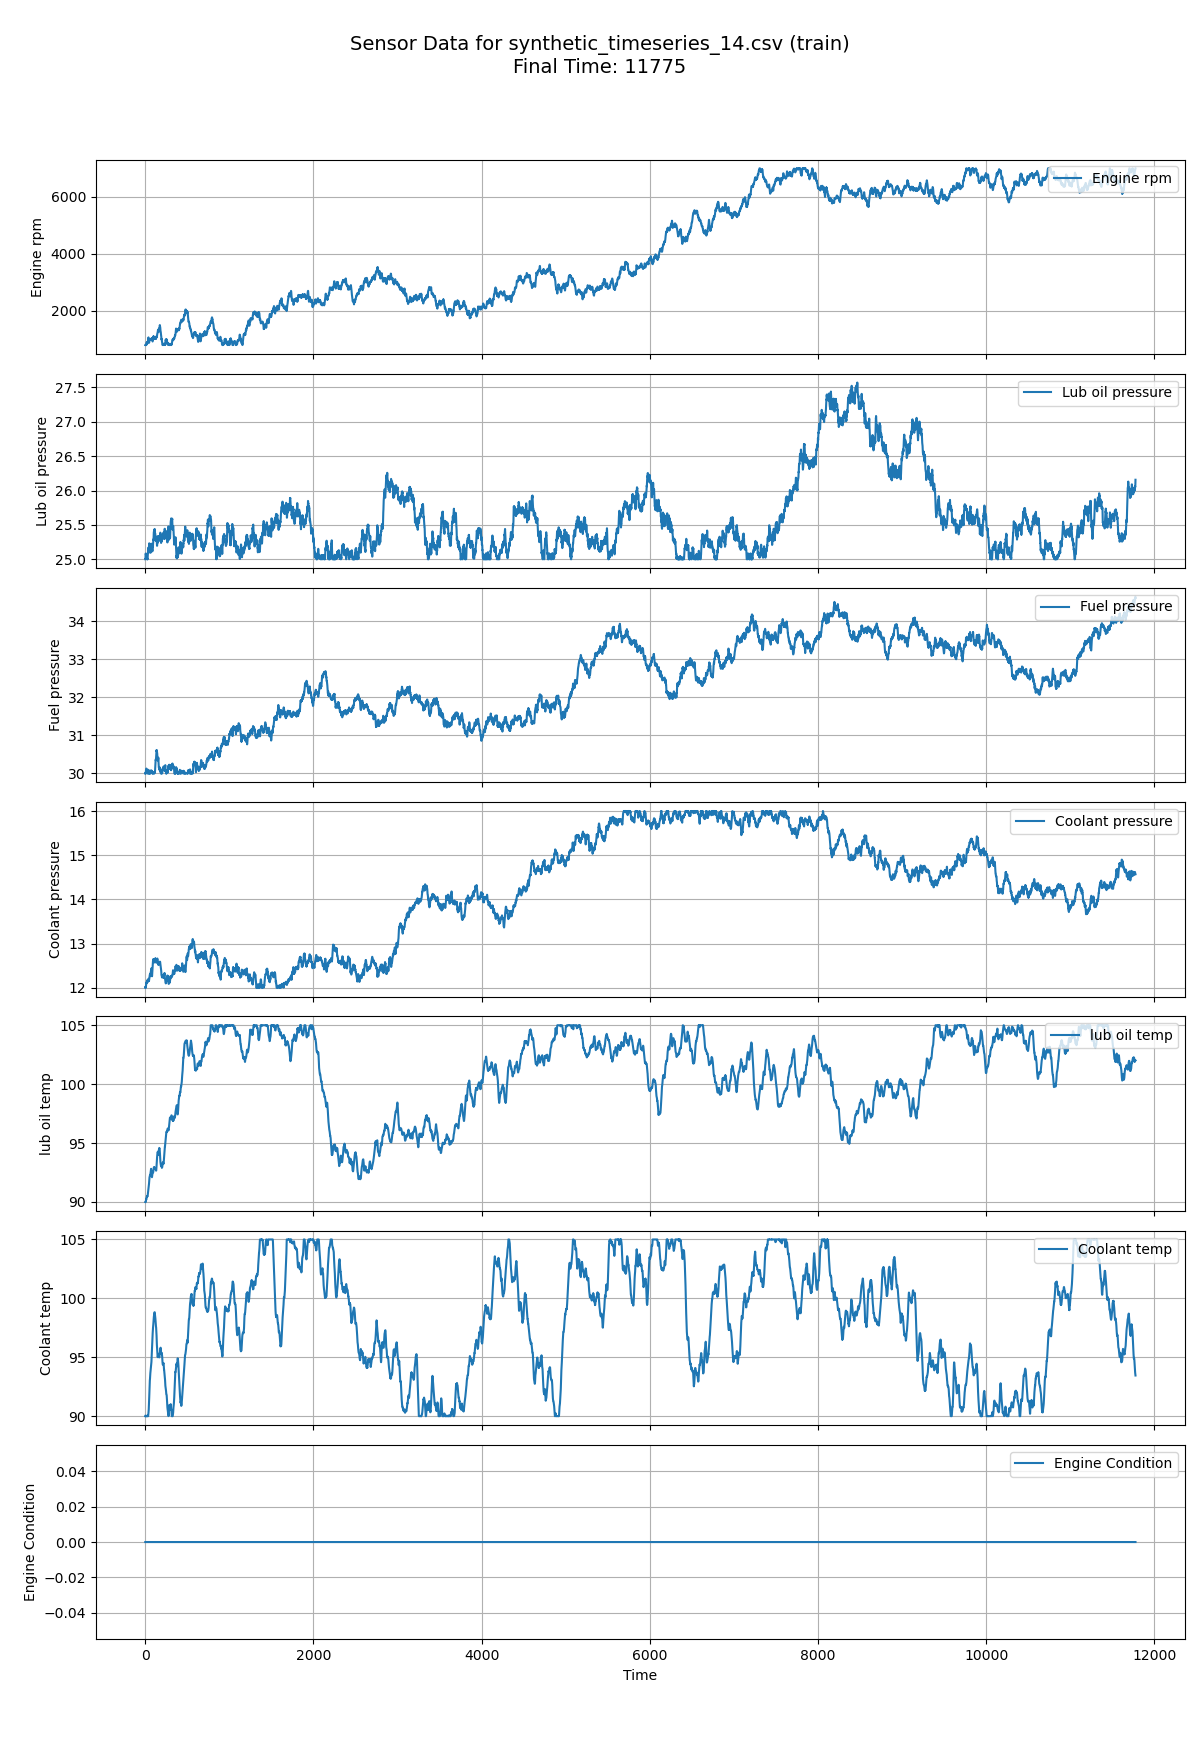 Sensor Data for synthetic_timeseries_14.csv (train)
Final Time: 11775
Engine rpm
6000
4000
2000
Engine rpm
Lub oil pressure
27.5
27.0
26.5
26.0
25.5
25.0
Lub oil pressure
Fuel pressure
34
33
32
31
30
Fuel pressure
Coolant pressure
16
15
14
13
12
Coolant pressure
lub oil temp
105
100
95
90
lub oil temp
Coolant temp
105
100
95
90
Coolant temp
Engine Condition
0.04
0.02
0.00
−0.02
−0.04
Engine Condition
0 2000 4000 6000 8000 10000 12000
Time